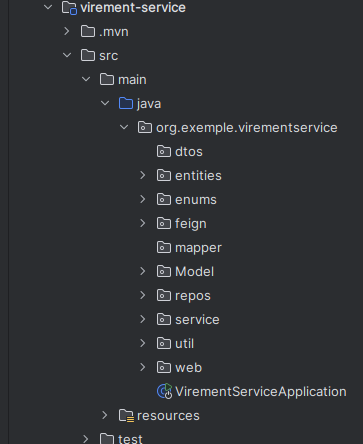 virement-service
.mvn
src
main
java
org.exemple.virementservice
dtos
entities
enums
feign
mapper
Model
repos
service
util
web
VirementServiceApplication
resources
test